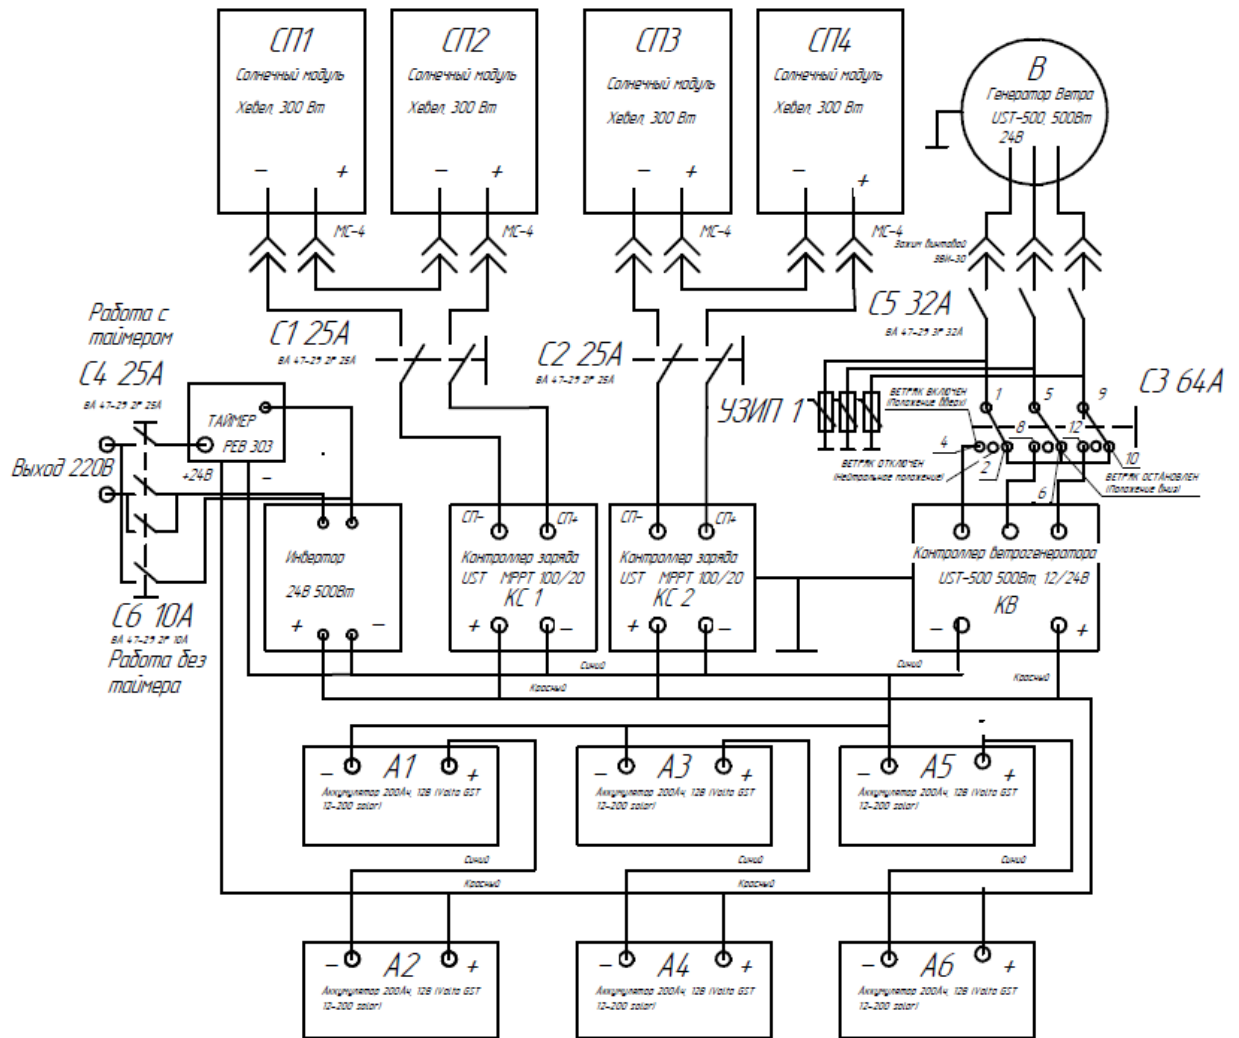 СП1
Солнечный модуль
Хевел, 300 Вт
– +
МС-4
СП2
Солнечный модуль
Хевел, 300 Вт
– +
МС-4
СП3
Солнечный модуль
Хевел, 300 Вт
– +
МС-4
СП4
Солнечный модуль
Хевел, 300 Вт
– +
МС-4
В
Генератор Ветра
UST-500, 500Вт
24В
Зажим винтовой
ЗВИ-30
Работа с
таймером
С4 25А
ВА 47-29 2Р 25А
С1 25А
ВА 47-29 2Р 25А
С2 25А
ВА 47-29 2Р 25А
С5 32А
ВА 47-29 3Р 32А
С3 64А
УЗИП 1
ВЕТРЯК ВКЛЮЧЕН
(Положение Вверх)
ВЕТРЯК ОТКЛЮЧЕН
(Нейтральное положение)
ВЕТРЯК ОСТАНОВЛЕН
(Положение вниз)
1 5 9
4 2 8 6 12 10
ТАЙМЕР
РЕВ 303
+24В –
Выход 220В
С6 10А
ВА 47-29 2Р 10А
Работа без
таймера
Инвертор
24В 500Вт
+ –
СП- СП+
Контроллер заряда
UST MPPT 100/20
КС 1
+ –
СП- СП+
Контроллер заряда
UST MPPT 100/20
КС 2
+ –
Контроллер ветрогенератора
UST-500 500Вт, 12/24В
КВ
– +
Синий
Красный
Синий
Красный
– А1 +
Аккумулятор 200Ач, 12В (Volta GST
12-200 solar)
– А3 +
Аккумулятор 200Ач, 12В (Volta GST
12-200 solar)
– А5 +
Аккумулятор 200Ач, 12В (Volta GST
12-200 solar)
Синий
Красный
Синий
Красный
Синий
– А2 +
Аккумулятор 200Ач, 12В (Volta GST
12-200 solar)
– А4 +
Аккумулятор 200Ач, 12В (Volta GST
12-200 solar)
– А6 +
Аккумулятор 200Ач, 12В (Volta GST
12-200 solar)